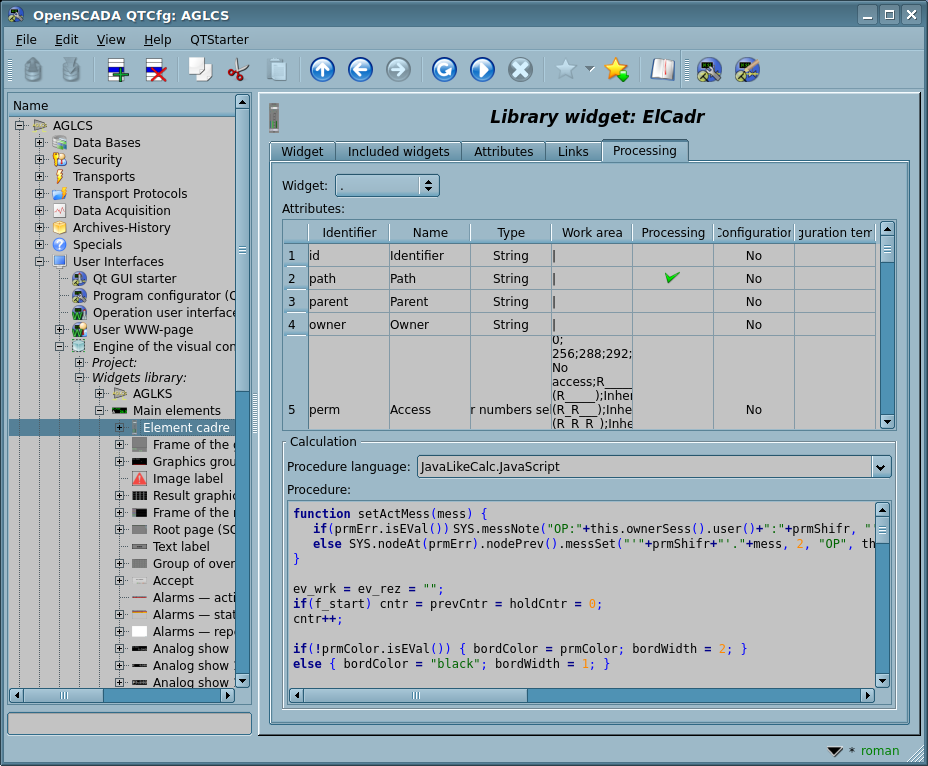 OpenSCADA QTCfg: AGLCS
File Edit View Help QTStarter
Name
AGLCS
Data Bases
Security
Transports
Transport Protocols
Data Acquisition
Archives-History
Specials
User Interfaces
Qt GUI starter
Program configurator (C
Operation user interface
User WWW-page
Engine of the visual con
Project:
Widgets library:
AGLKS
Main elements
Element cadre
Frame of the e
Graphics grou
Image label
Result graphic
Frame of the r
Root page (SC
Text label
Group of over
Accept
Alarms — acti
Alarms — stat
Alarms — repo
Analog show
Analog show
Analog show
Library widget: ElCadr
Widget Included widgets Attributes Links Processing
Widget: .
Attributes:
Identifier Name Type Work area Processing Configuration guration tem
1 id Identifier String | No
2 path Path String | No
3 parent Parent String | No
4 owner Owner String | No
0;
256;288;292;
No
access;R____
(R_____);Inher
5 perm Access r numbers se (R_R___);Inhe No
(R_R_R_);Inhe
Calculation
Procedure language: JavaLikeCalc.JavaScript
Procedure:
function setActMess(mess) {
if(prmErr.isEVal()) SYS.messNote("OP:"+this.ownerSess().user()+":"+prmShifr, "'
else SYS.nodeAt(prmErr).nodePrev().messSet("'"+prmShifr+"'."+mess, 2, "OP", th
}
ev_wrk = ev_rez = "";
if(f_start) cntr = prevCntr = holdCntr = 0;
cntr++;
if(!prmColor.isEVal()) { bordColor = prmColor; bordWidth = 2; }
else { bordColor = "black"; bordWidth = 1; }
* roman